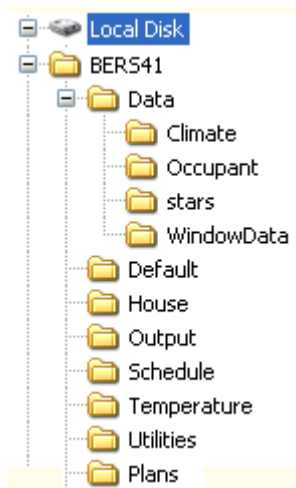 Local Disk
BERS41
Data
Climate
Occupant
stars
WindowData
Default
House
Output
Schedule
Temperature
Utilities
Plans